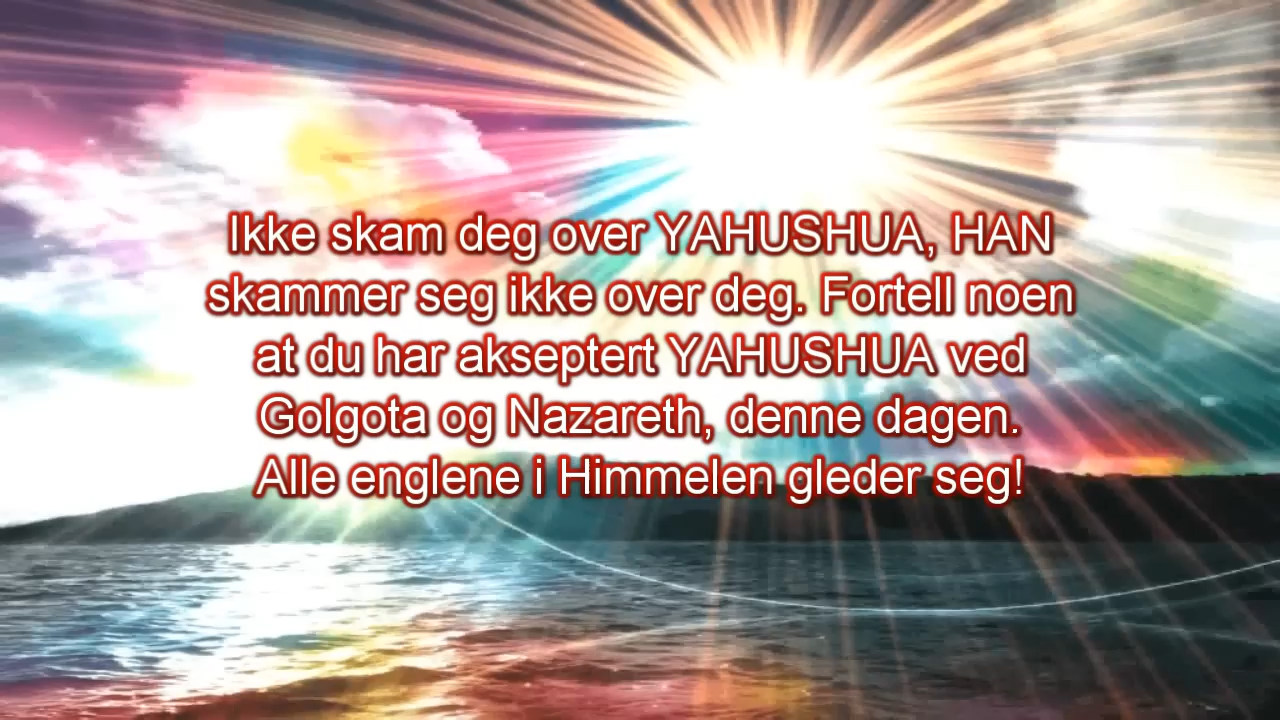 Ikke skam deg over YAHUSHUA, HAN
skammer seg ikke over deg. Fortell noen
at du har akseptert YAHUSHUA ved
Golgota og Nazareth, denne dagen.
Alle englene i Himmelen gleder seg!